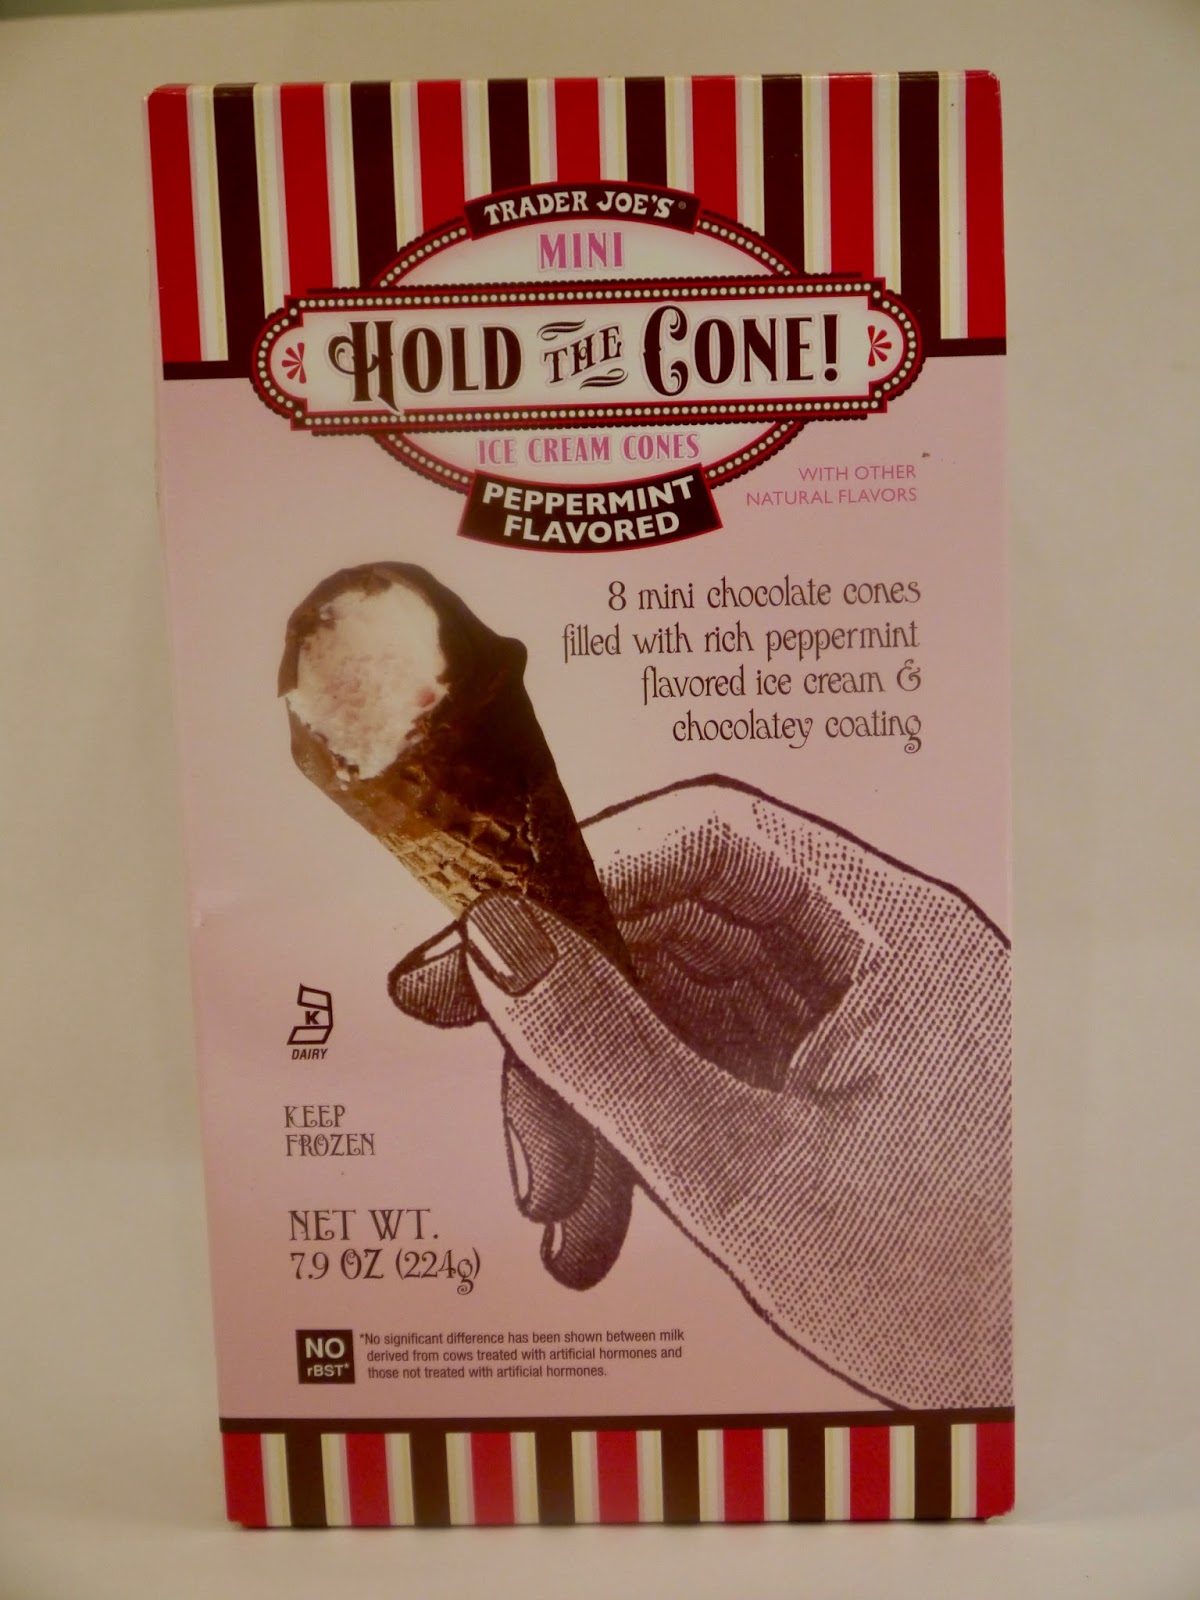 TRADER JOE'S®
MINI
HOLD THE CONE!
ICE CREAM CONES
PEPPERMINT
FLAVORED
WITH OTHER
NATURAL FLAVORS
8 mini chocolate cones
filled with rich peppermint
flavored ice cream &
chocolatey coating
K
DAIRY
KEEP
FROZEN
NET WT.
7.9 OZ (224g)
NO
rBST*
*No significant difference has been shown between milk
derived from cows treated with artificial hormones and
those not treated with artificial hormones.